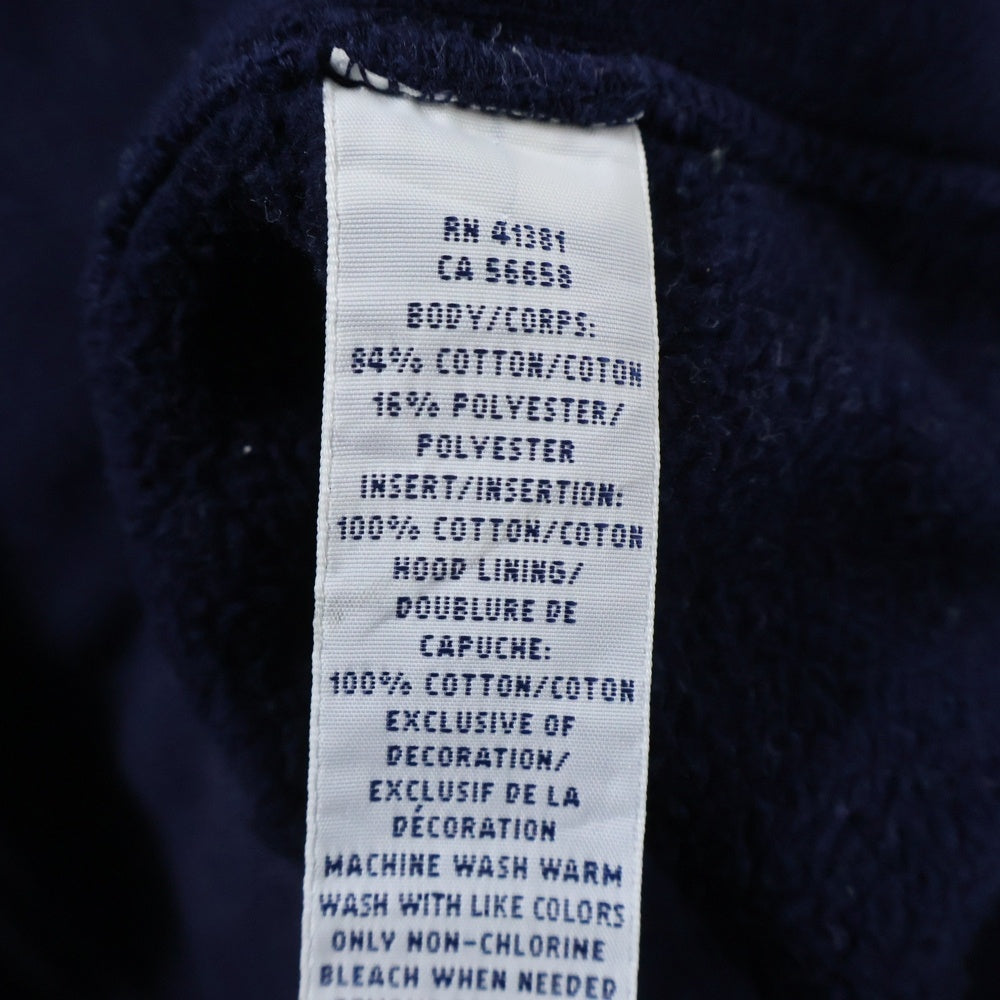 RN 41381
CA 56658
BODY/CORPS:
84% COTTON/COTON
16% POLYESTER/
POLYESTER
INSERT/INSERTION:
100% COTTON/COTON
HOOD LINING/
DOUBLURE DE
CAPUCHE:
100% COTTON/COTON
EXCLUSIVE OF
DECORATION/
EXCLUSIF DE LA
DÉCORATION
MACHINE WASH WARM
WASH WITH LIKE COLORS
ONLY NON-CHLORINE
BLEACH WHEN NEEDED